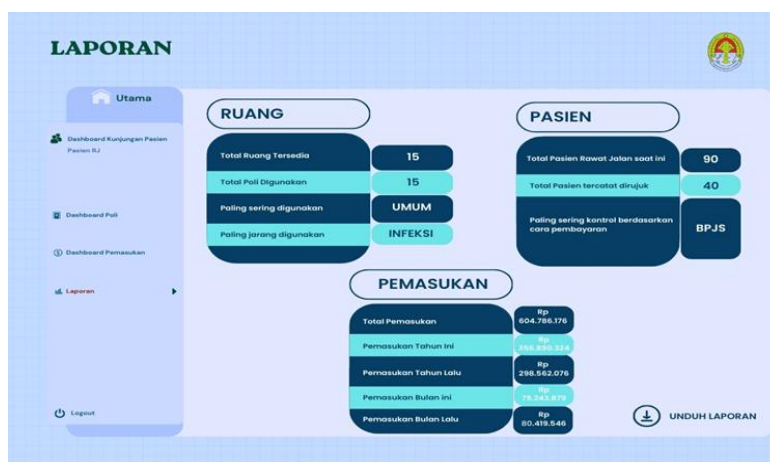 LAPORAN
Utama
Dashboard Kunjungan Pasien
Pasien RJ
Dashboard Poli
Dashboard Pemasukan
Laporan
Logout
RUANG
Total Ruang Tersedia 15
Total Poli Digunakan 15
Paling sering digunakan UMUM
Paling jarang digunakan INFEKSI
PASIEN
Total Pasien Rawat Jalan saat ini 90
Total Pasien tercatat dirujuk 40
Paling sering kontrol berdasarkan
cara pembayaran
BPJS
PEMASUKAN
Total Pemasukan
Rp
604.786.176
Pemasukan Tahun Ini
Rp
Pemasukan Tahun Lalu
Rp
298.562.076
Pemasukan Bulan ini
Rp
Pemasukan Bulan Lalu
Rp
80.419.546
UNDUH LAPORAN